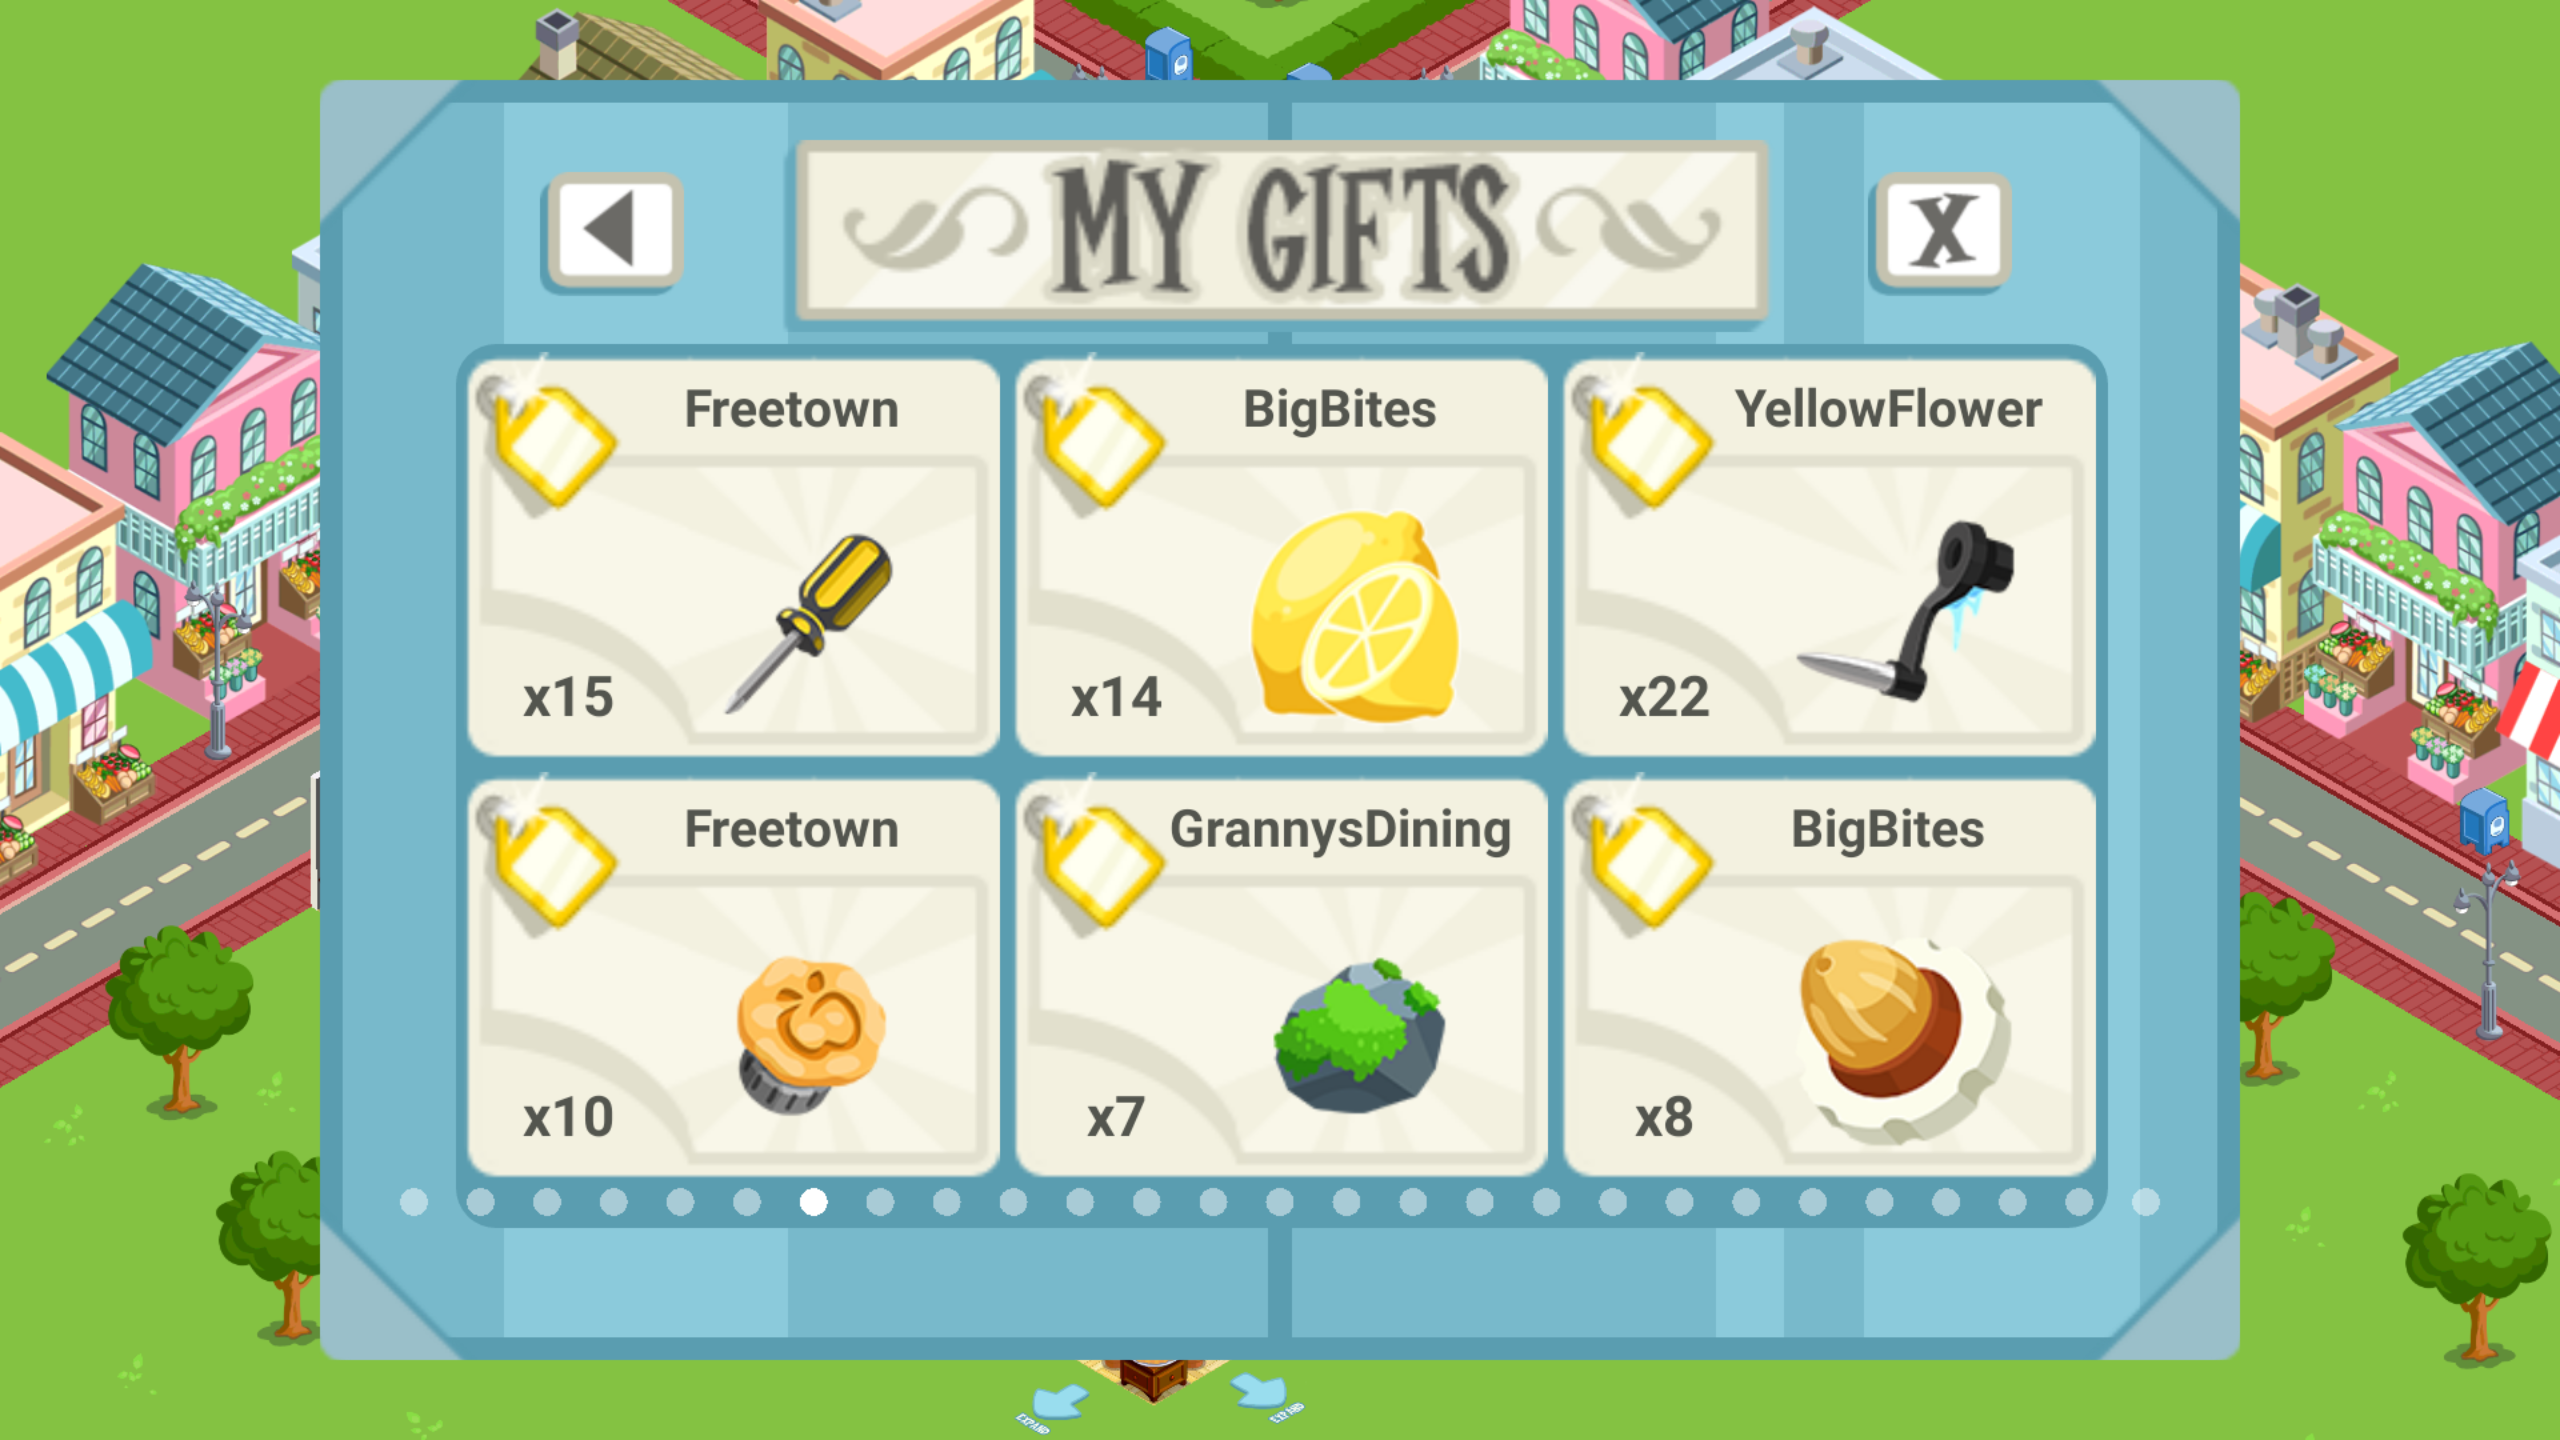 MY GIFTS
X
Freetown
x15
BigBites
x14
YellowFlower
x22
Freetown
x10
GrannysDining
x7
BigBites
x8
EXPAND
EXPAND